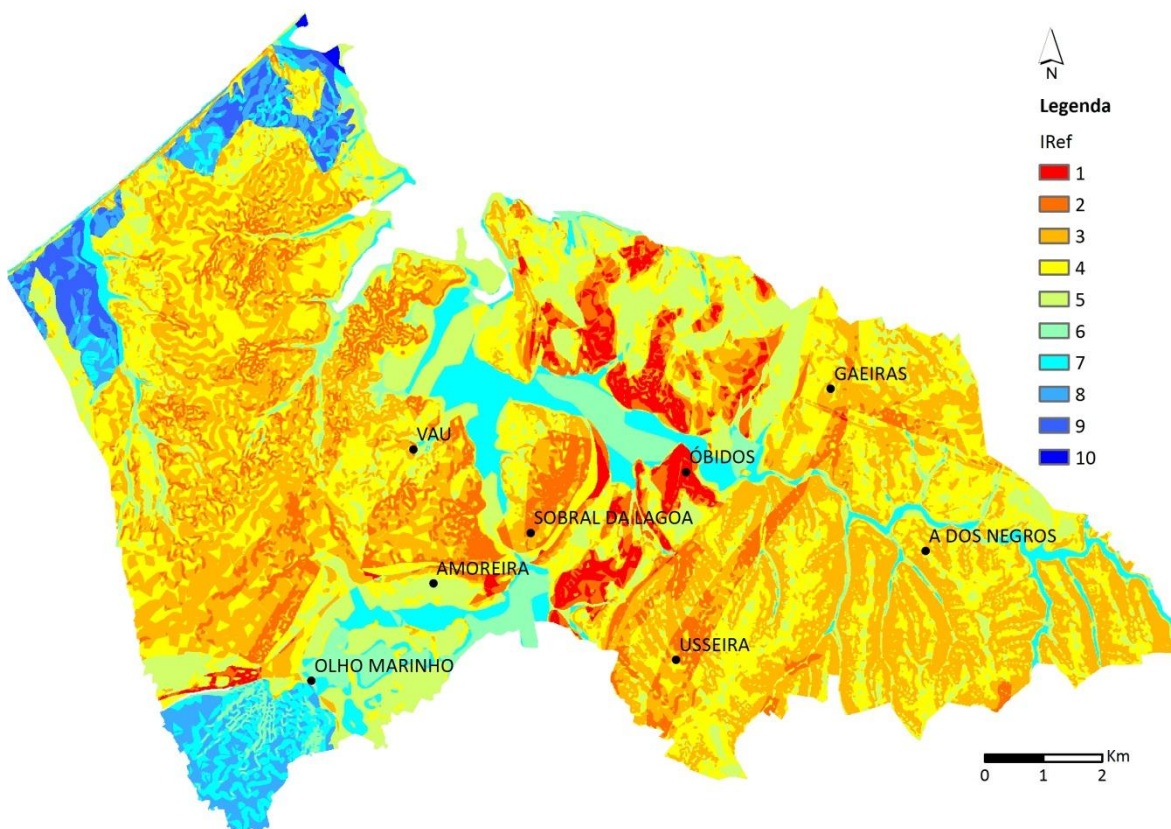 N
Legenda
IRef
1
2
3
4
5
6
7
8
9
10
GAEIRAS
VAU
ÓBIDOS
SOBRAL DA LAGOA
A DOS NEGROS
AMOREIRA
USSEIRA
OLHO MARINHO
Km
0 1 2